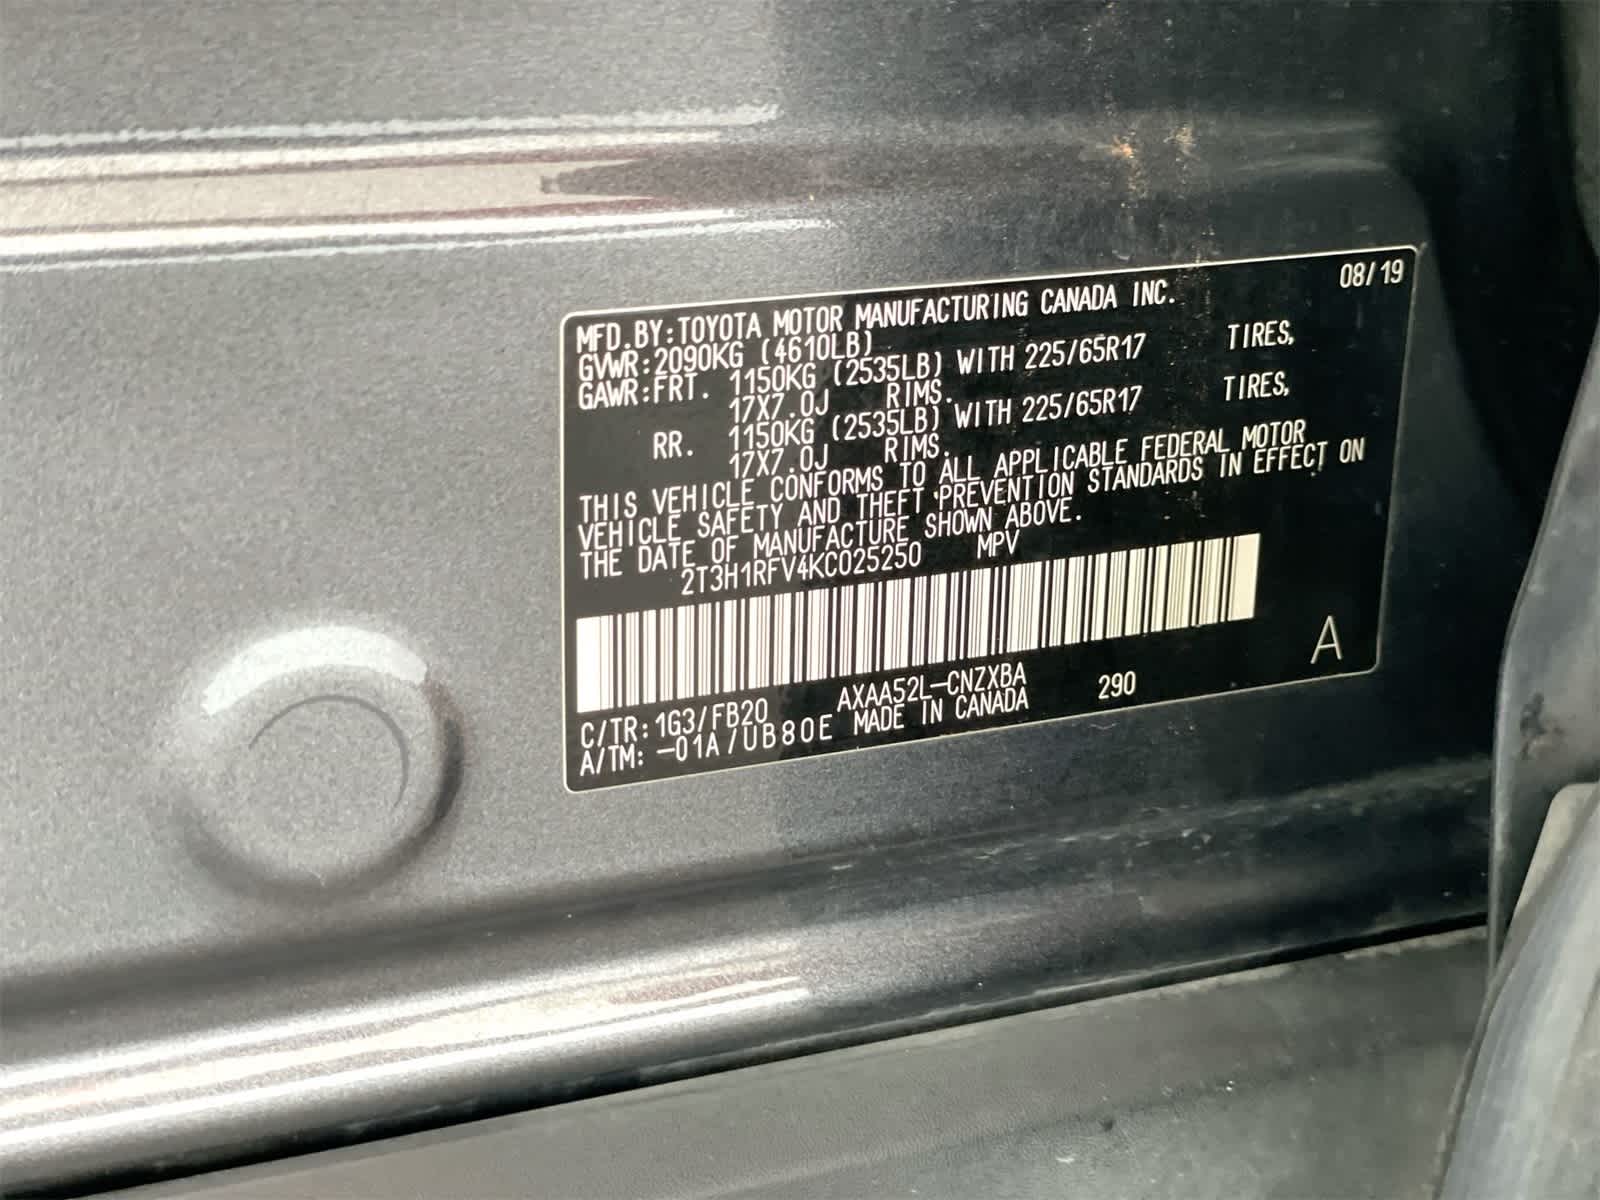 08/19
MFD.BY:TOYOTA MOTOR MANUFACTURING CANADA INC.
GVWR:2090KG (4610LB)
GAWR:FRT. 1150KG (2535LB) WITH 225/65R17 TIRES,
17X7.0J RIMS.
RR. 1150KG (2535LB) WITH 225/65R17 TIRES,
17X7.0J RIMS.
THIS VEHICLE CONFORMS TO ALL APPLICABLE FEDERAL MOTOR
VEHICLE SAFETY AND THEFT PREVENTION STANDARDS IN EFFECT ON
THE DATE OF MANUFACTURE SHOWN ABOVE.
2T3H1RFV4KC025250 MPV
A
C/TR:1G3/FB20 AXAA52L-CNZXBA 290
A/TM: -01A/UB80E MADE IN CANADA